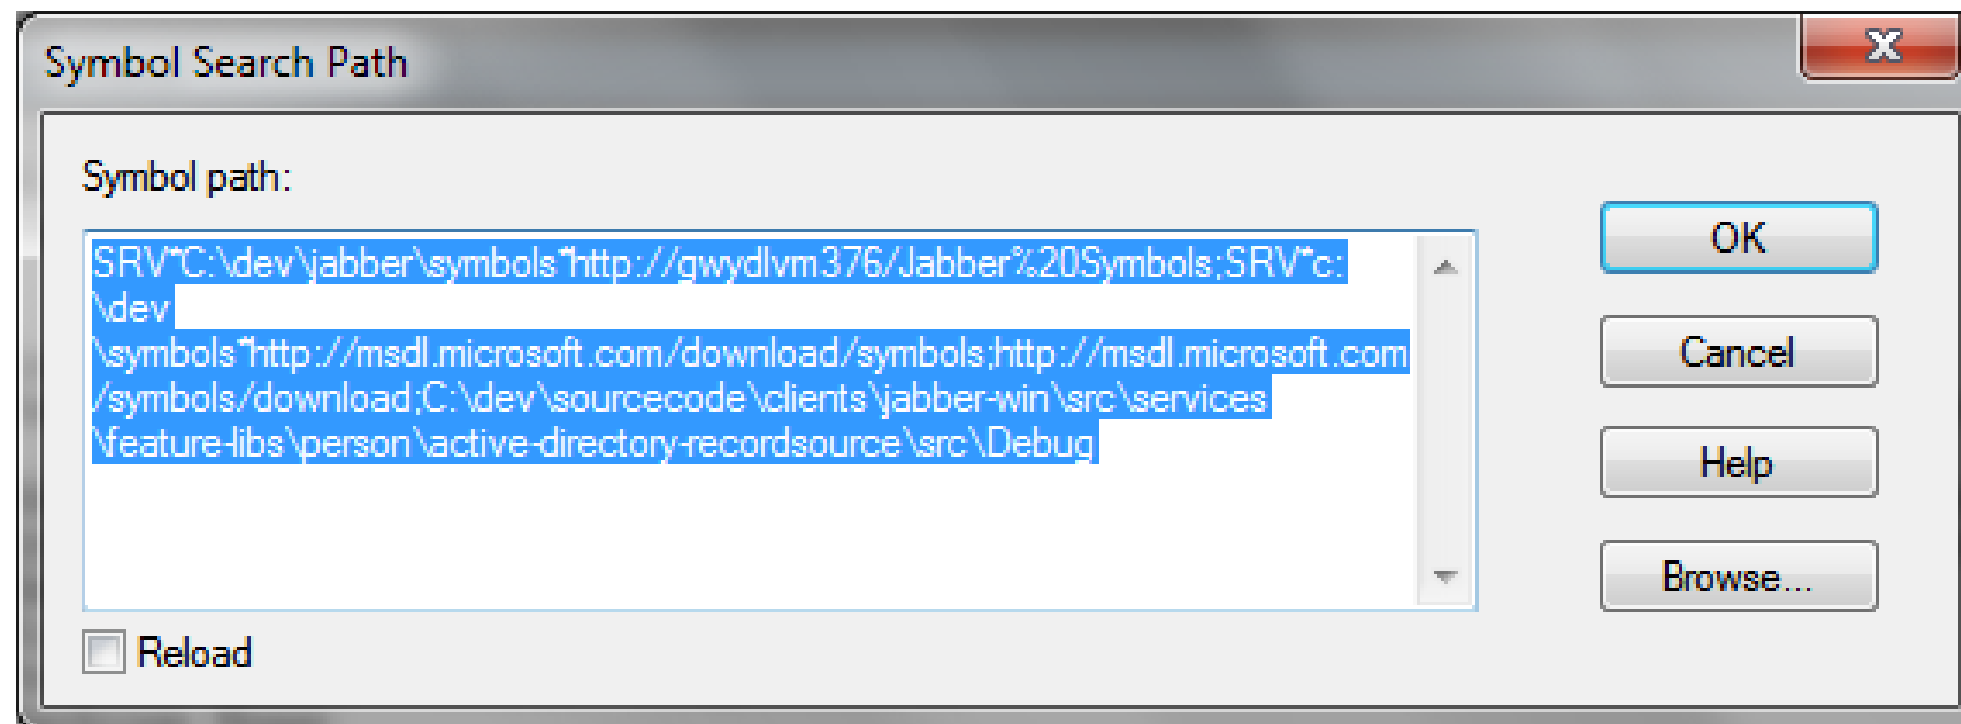 Symbol Search Path
Symbol path:
SRV*C:\dev\jabber\symbols*http://gwydlvm376/Jabber%20Symbols;SRV*c:
\dev
\symbols*http://msdl.microsoft.com/download/symbols;http://msdl.microsoft.com
/symbols/download;C:\dev\sourcecode\clients\jabber-win\src\services
\feature-libs\person\active-directory-recordsource\src\Debug
OK
Cancel
Help
Browse...
Reload